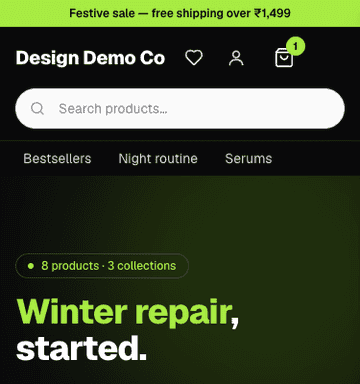 Festive sale — free shipping over ₹1,499
Design Demo Co
1
Search products...
Bestsellers Night routine Serums
8 products · 3 collections
Winter repair,
started.